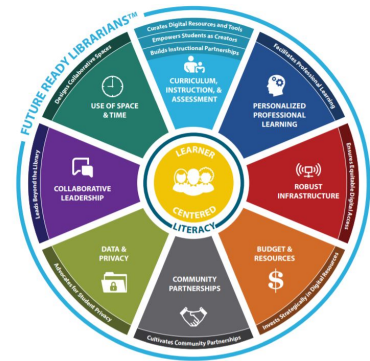 FUTURE READY LIBRARIANS™
Curates Digital Resources and Tools
Empowers Students as Creators
Builds Instructional Partnerships
CURRICULUM,
INSTRUCTION, &
ASSESSMENT
Facilitates Professional Learning
PERSONALIZED
PROFESSIONAL
LEARNING
Ensures Equitable Digital Access
ROBUST
INFRASTRUCTURE
Invests Strategically in Digital Resources
BUDGET &
RESOURCES
$
Cultivates Community Partnerships
COMMUNITY
PARTNERSHIPS
Advocates for Student Privacy
DATA &
PRIVACY
Leads Beyond the Library
COLLABORATIVE
LEADERSHIP
Designs Collaborative Spaces
USE OF SPACE
& TIME
LEARNER
CENTERED
LITERACY